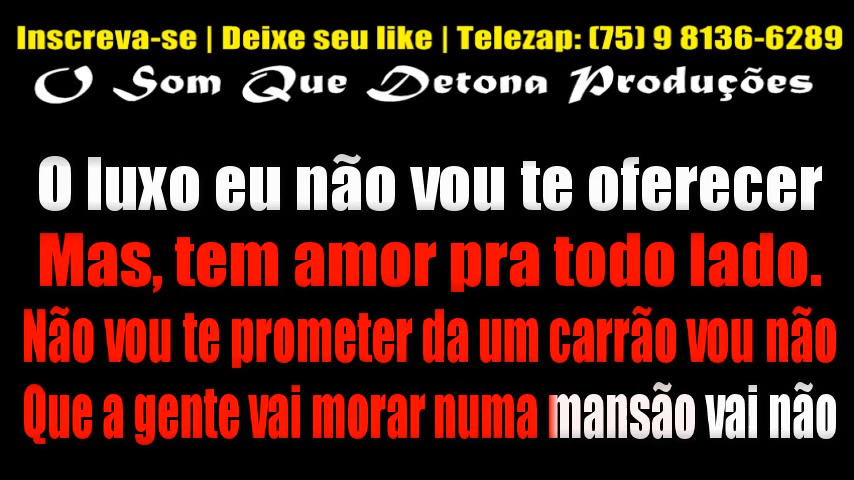 Inscreva-se | Deixe seu like | Telezap: (75) 9 8136-6289
O Som Que Detona Produções
O luxo eu não vou te oferecer
Mas, tem amor pra todo lado.
Não vou te prometer da um carrão vou não
Que a gente vai morar numa mansão vai não